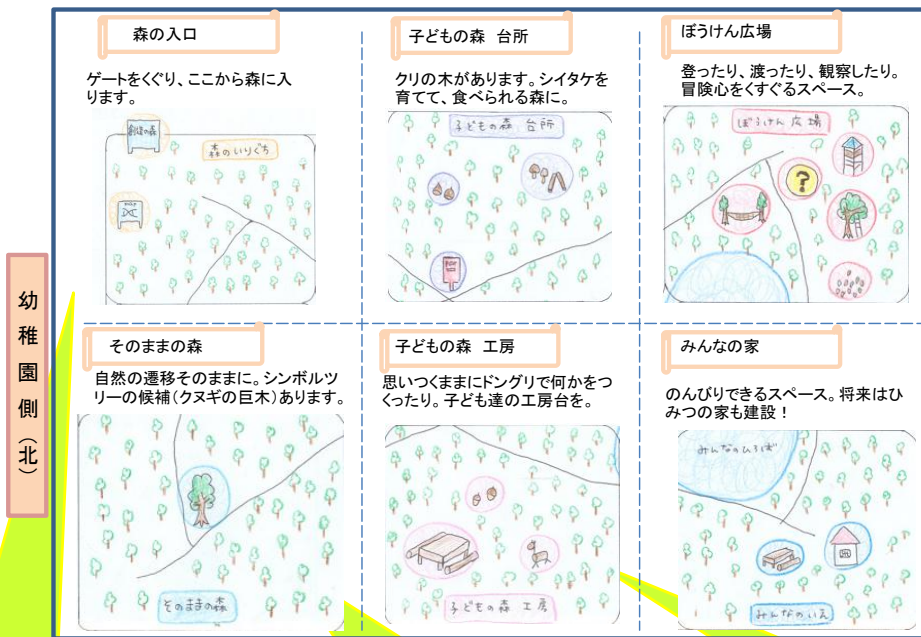 幼稚園側(北)
森の入口
ゲートをくぐり、ここから森に入
ります。
創造の森
森のいりぐち
子どもの森 台所
クリの木があります。シイタケを
育てて、食べられる森に。
子どもの森 台所
ぼうけん広場
登ったり、渡ったり、観察したり。
冒険心をくすぐるスペース。
ぼうけん広場
?
そのままの森
自然の遷移そのままに。シンボルツ
リーの候補(クヌギの巨木)あります。
そのままの森
子どもの森 工房
思いつくままにドングリで何かをつ
くったり。子ども達の工房台を。
子どもの森 工房
みんなの家
のんびりできるスペース。将来はひ
みつの家も建設!
みんなのひろば
みんなのいえ